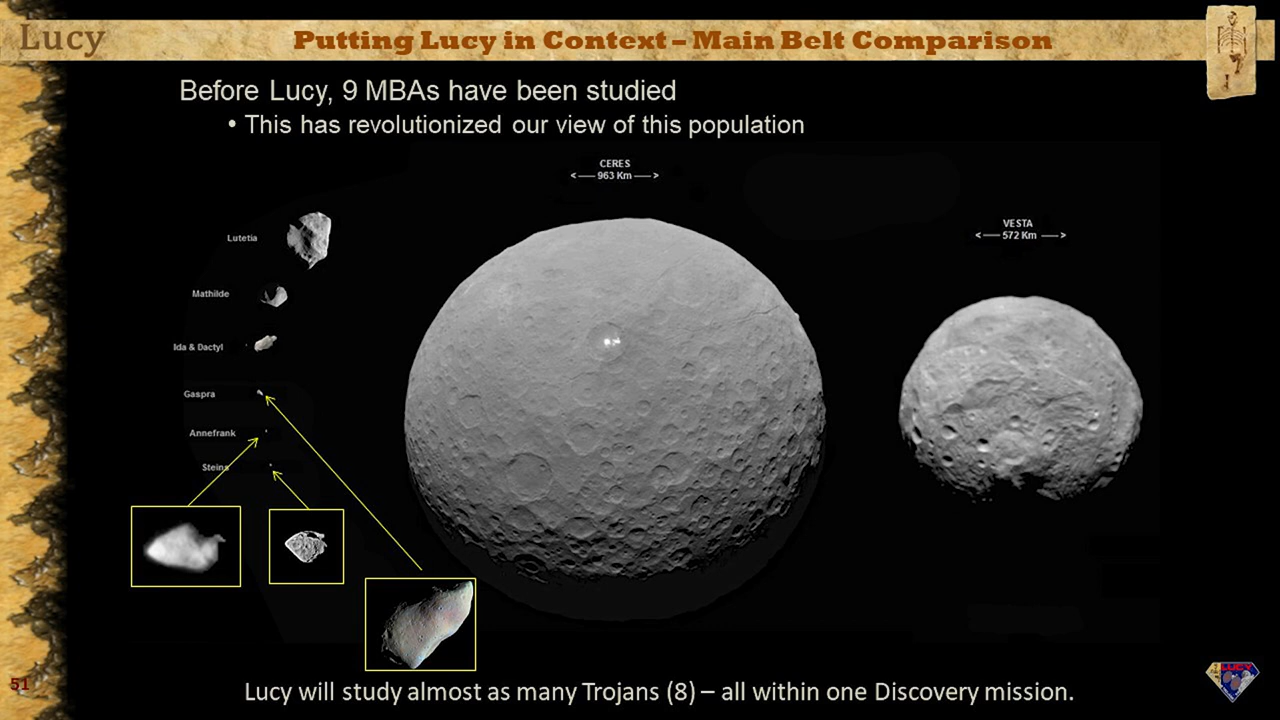 Lucy
Putting Lucy in Context – Main Belt Comparison
Before Lucy, 9 MBAs have been studied
• This has revolutionized our view of this population
CERES
<–––– 963 Km ––––>
VESTA
<–––– 572 Km ––––>
Lutetia
Mathilde
Ida & Dactyl
Gaspra
Annefrank
Steins
51
Lucy will study almost as many Trojans (8) – all within one Discovery mission.
LUCY